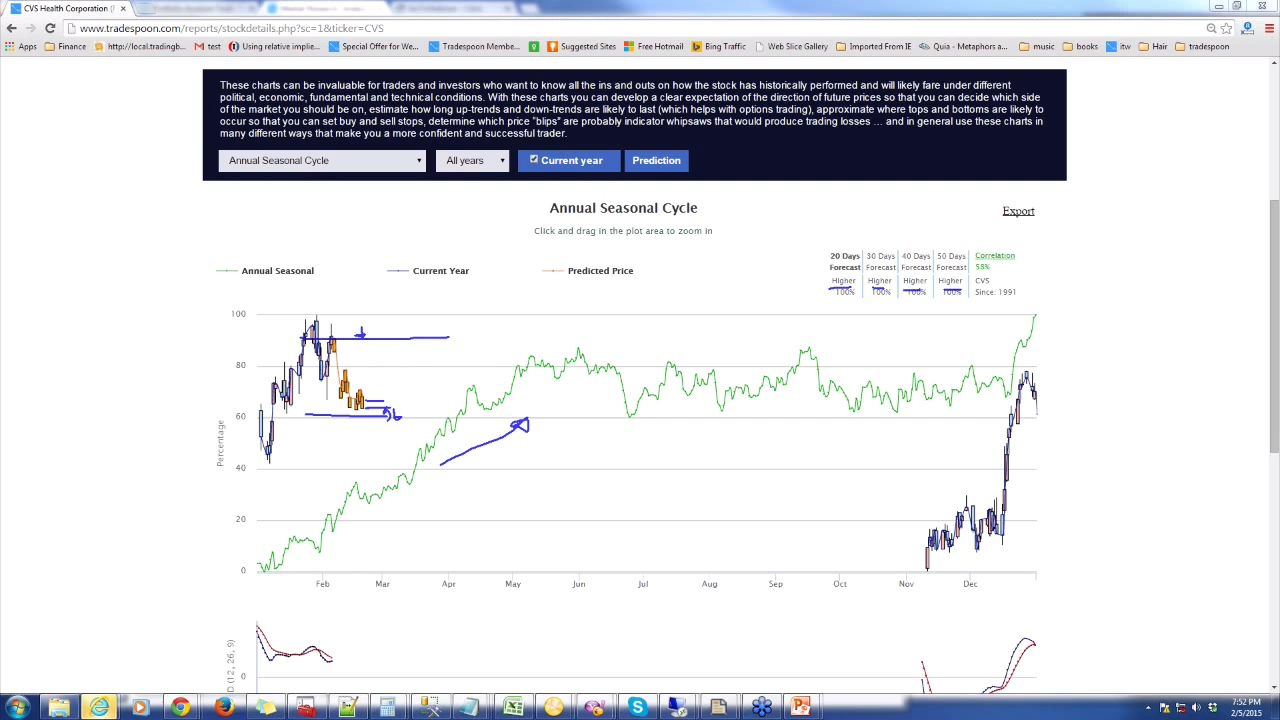 CVS Health Corporation (
www.tradespoon.com/reports/stockdetails.php?sc=1&ticker=CVS
Apps Finance http://local.tradingb... test Using relative implie... Special Offer for We... Tradespoon Membe... Suggested Sites Free Hotmail Bing Traffic Web Slice Gallery Imported From IE Quia - Metaphors a... music books itw Hair tradespoon
These charts can be invaluable for traders and investors who want to know all the ins and outs on how the stock has historically performed and will likely fare under different
political, economic, fundamental and technical conditions. With these charts you can develop a clear expectation of the direction of future prices so that you can decide which side
of the market you should be on, estimate how long up-trends and down-trends are likely to last (which helps with options trading), approximate where tops and bottoms are likely to
occur so that you can set buy and sell stops, determine which price "blips" are probably indicator whipsaws that would produce trading losses ... and in general use these charts in
many different ways that make you a more confident and successful trader.
Annual Seasonal Cycle All years Current year Prediction
Annual Seasonal Cycle
Export
Click and drag in the plot area to zoom in
Annual Seasonal Current Year Predicted Price
20 Days 30 Days 40 Days 50 Days Correlation
Forecast Forecast Forecast Forecast 58%
Higher Higher Higher Higher CVS
100% 100% 100% 100% Since: 1991
100
80
60
40
20
0
Percentage
Feb Mar Apr May Jun Jul Aug Sep Oct Nov Dec
0
D (12, 26, 9)
7:52 PM
2/5/2015